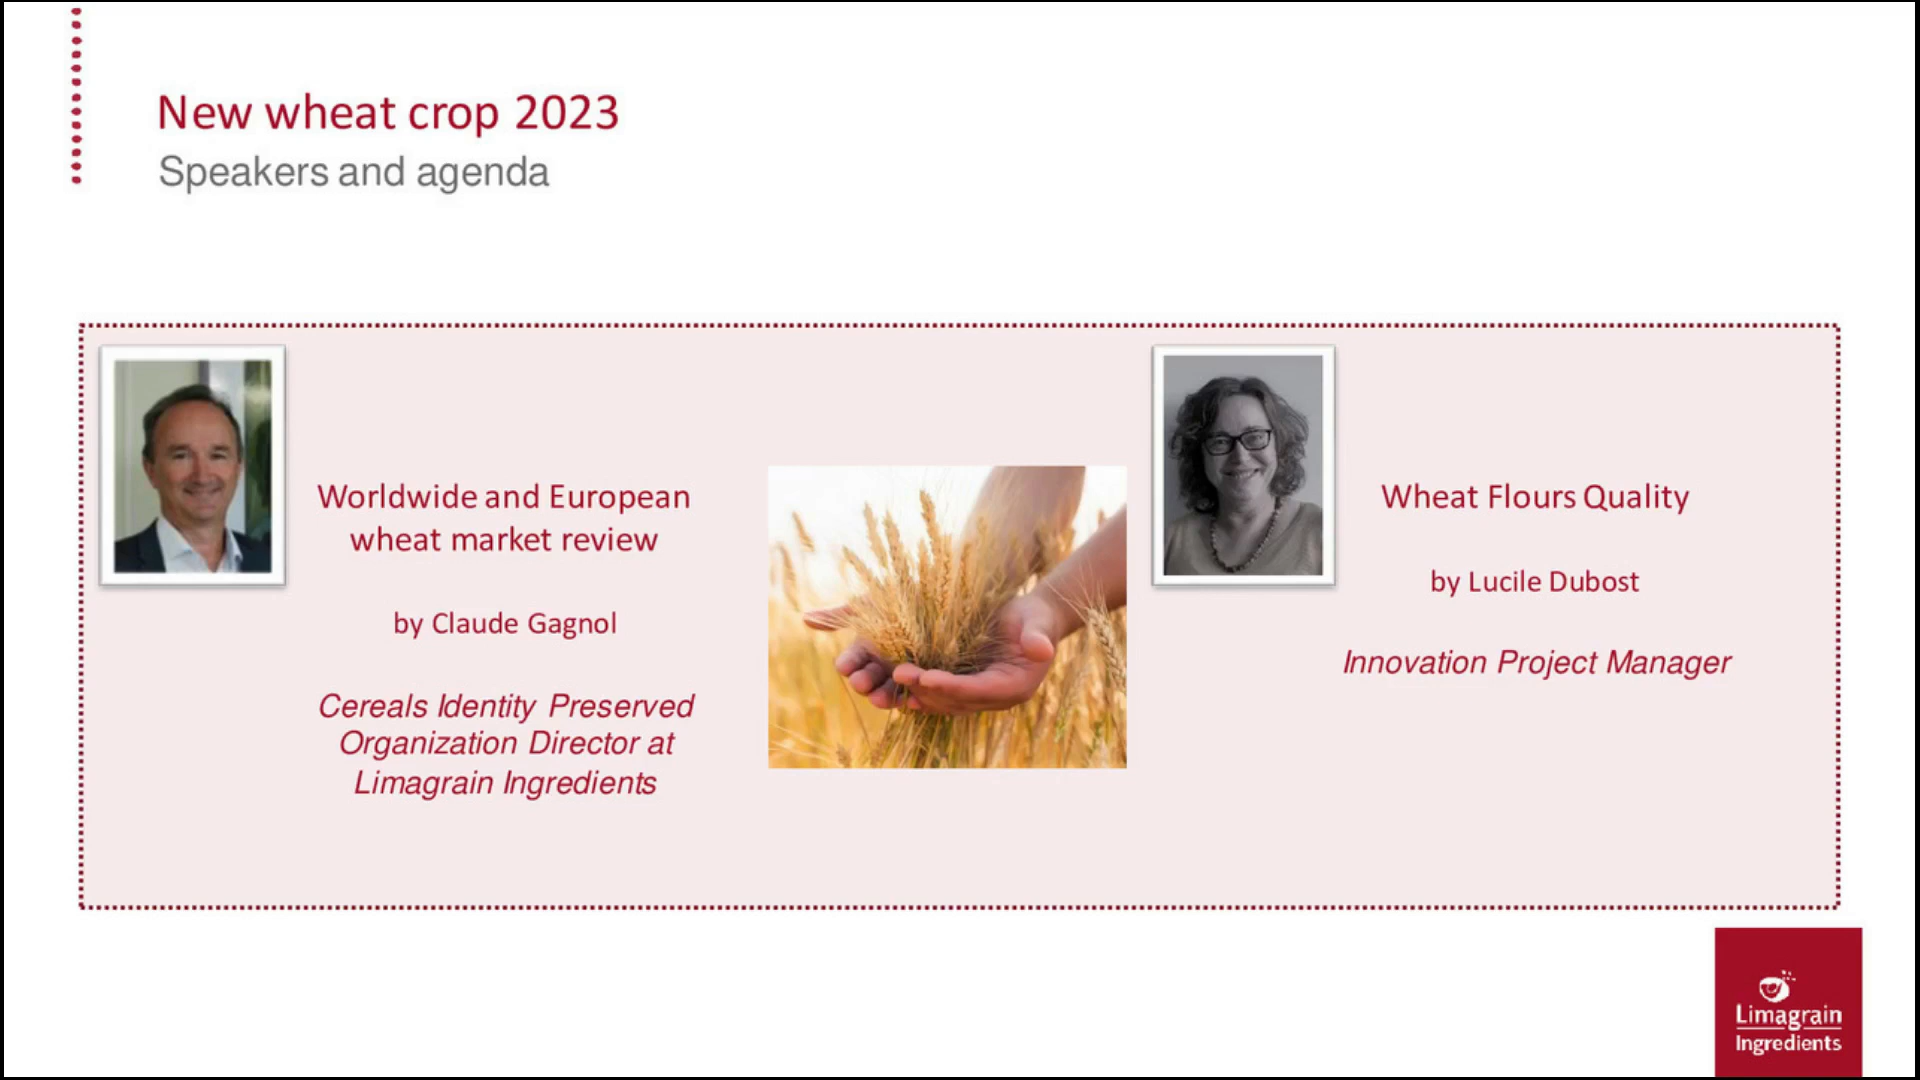 New wheat crop 2023
Speakers and agenda
Worldwide and European
wheat market review
by Claude Gagnol
Cereals Identity Preserved
Organization Director at
Limagrain Ingredients
Wheat Flours Quality
by Lucile Dubost
Innovation Project Manager
Limagrain
Ingredients